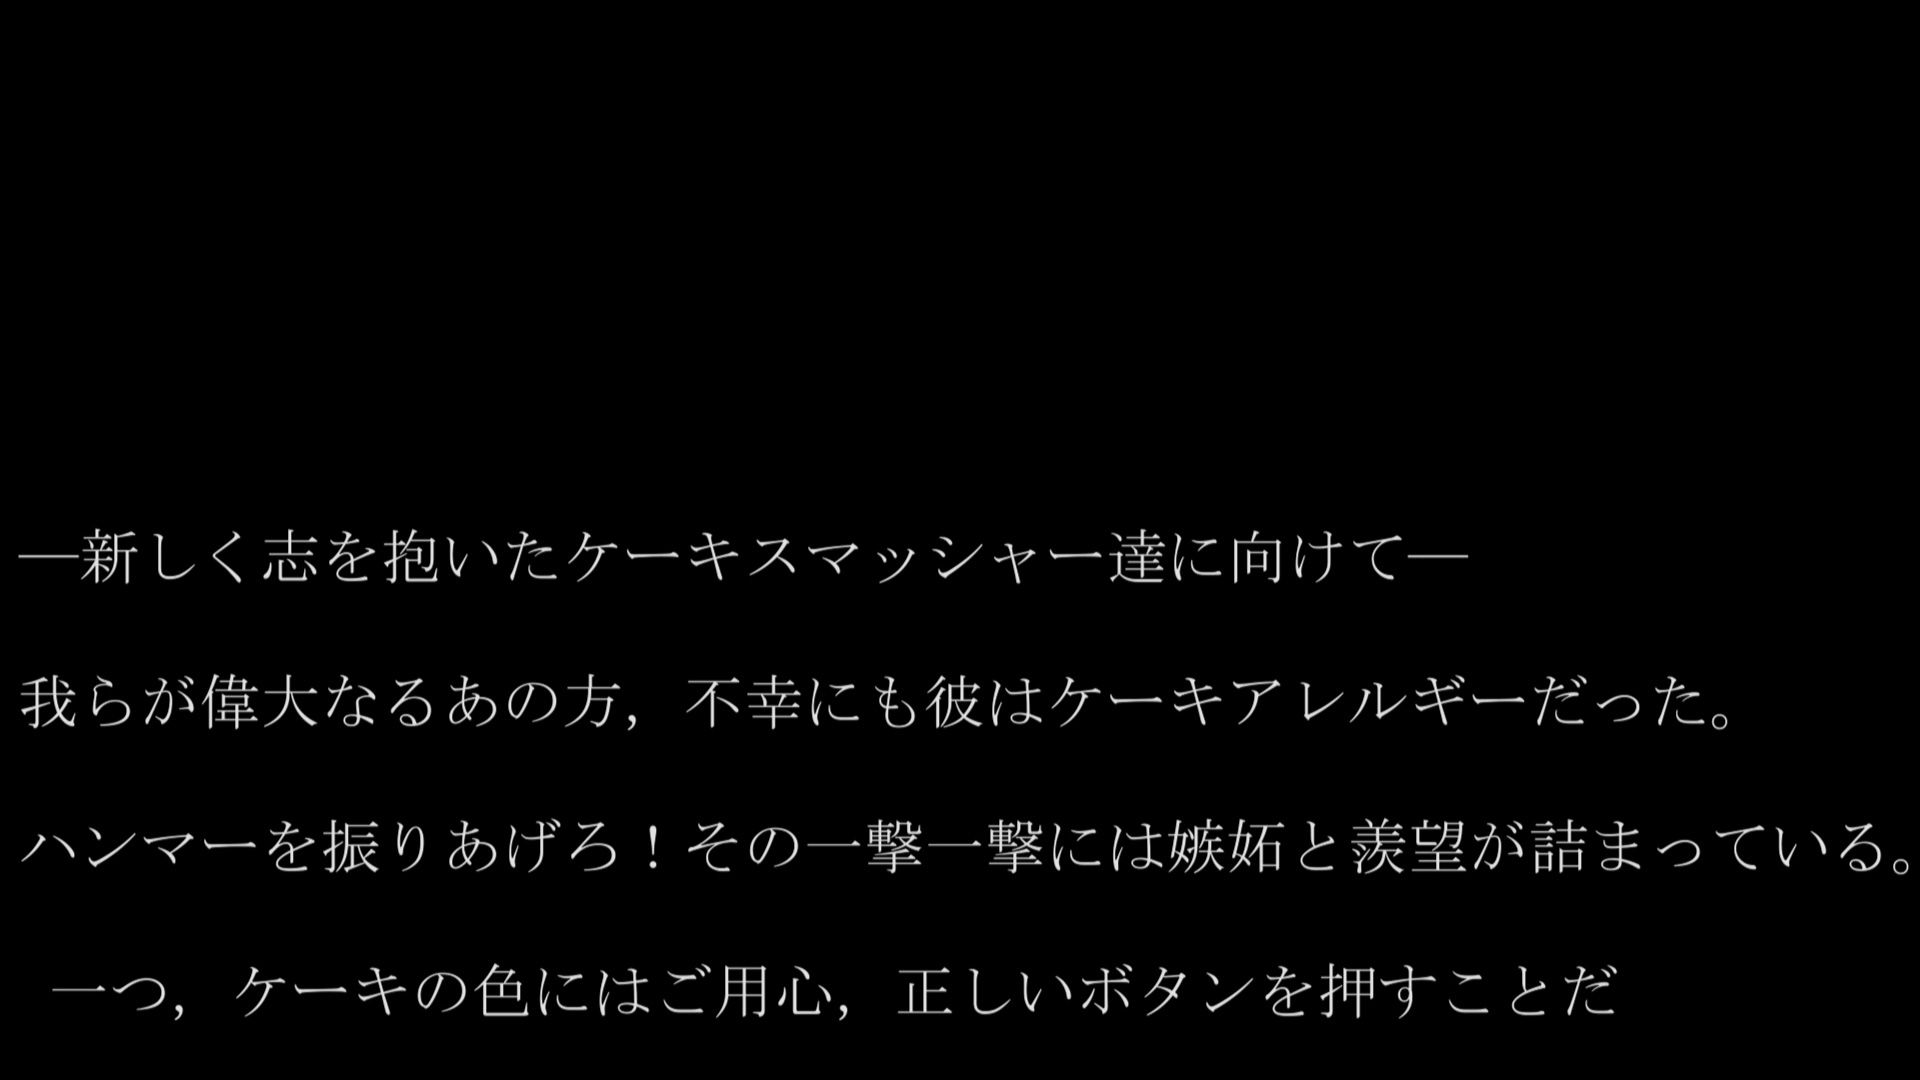 ―新しく志を抱いたケーキスマッシャー達に向けて―
我らが偉大なるあの方，不幸にも彼はケーキアレルギーだった。
ハンマーを振りあげろ！その一撃一撃には嫉妬と羨望が詰まっている。
一つ，ケーキの色にはご用心，正しいボタンを押すことだ